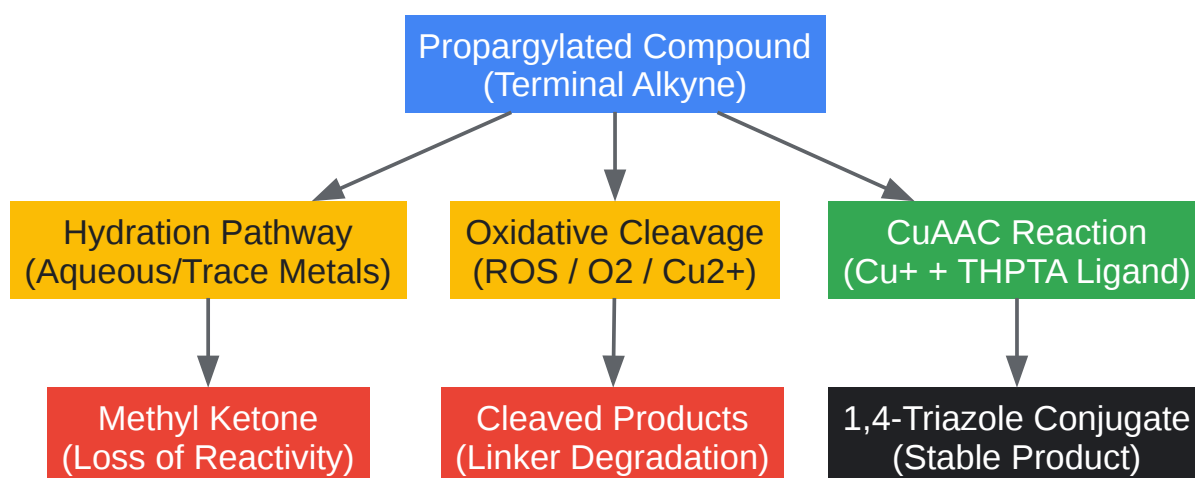 Propargylated Compound
(Terminal Alkyne)
Hydration Pathway
(Aqueous/Trace Metals)
Oxidative Cleavage
(ROS / O2 / Cu2+)
CuAAC Reaction
(Cu+ + THPTA Ligand)
Methyl Ketone
(Loss of Reactivity)
Cleaved Products
(Linker Degradation)
1,4-Triazole Conjugate
(Stable Product)